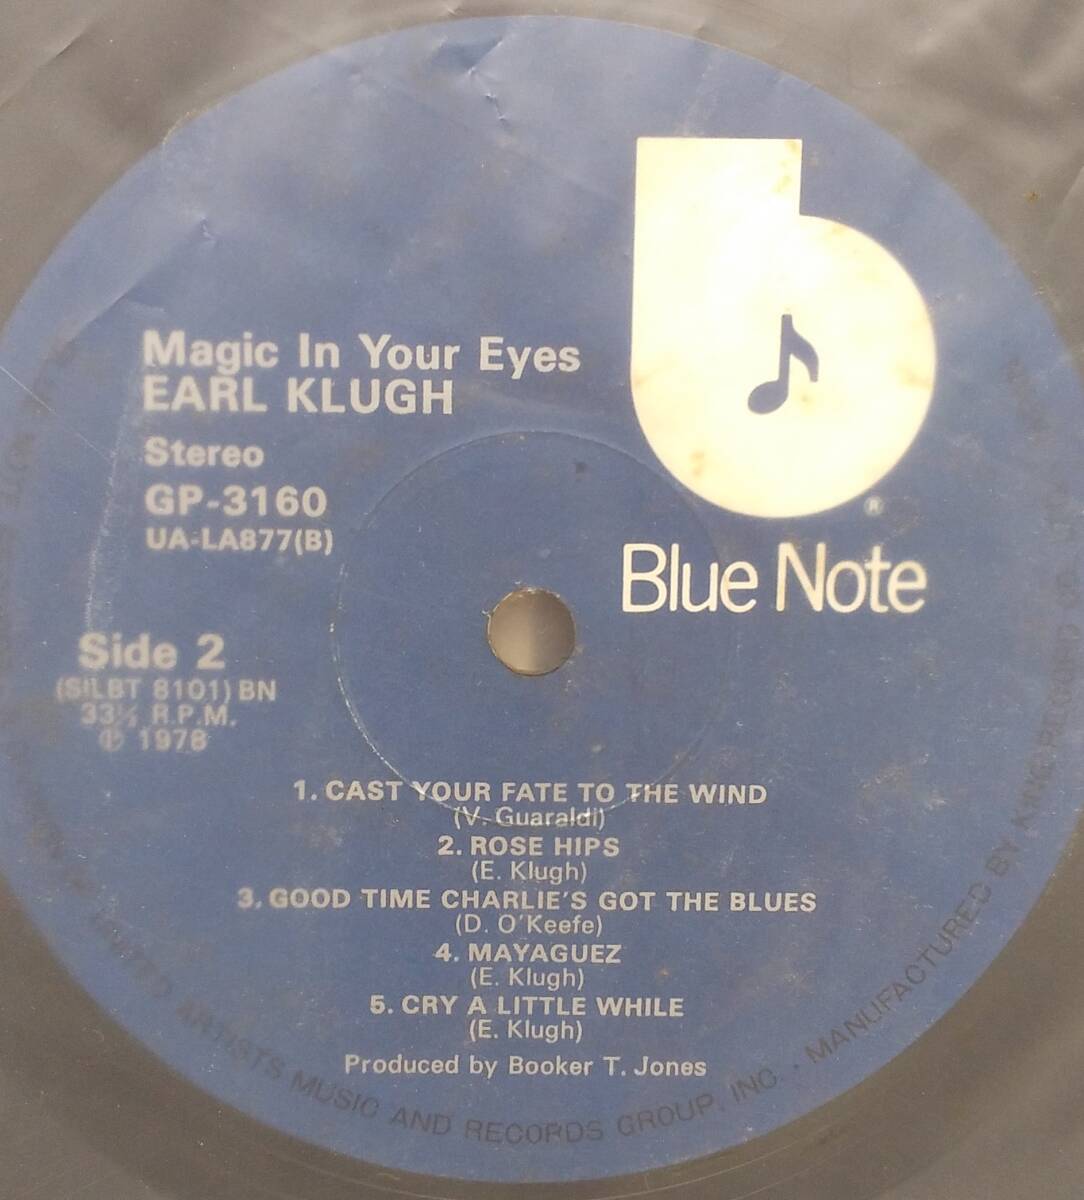 Magic In Your Eyes
EARL KLUGH
Stereo
GP-3160
UA-LA877(B)
®
Blue Note
Side 2
(SILBT 8101) BN
33⅓ R.P.M.
℗ 1978
1. CAST YOUR FATE TO THE WIND
(V. Guaraldi)
2. ROSE HIPS
(E. Klugh)
3. GOOD TIME CHARLIE'S GOT THE BLUES
(D. O'Keefe)
4. MAYAGUEZ
(E. Klugh)
5. CRY A LITTLE WHILE
(E. Klugh)
Produced by Booker T. Jones
UNITED ARTISTS MUSIC AND RECORDS GROUP, INC. . MANUFACTURED BY KING RECORD